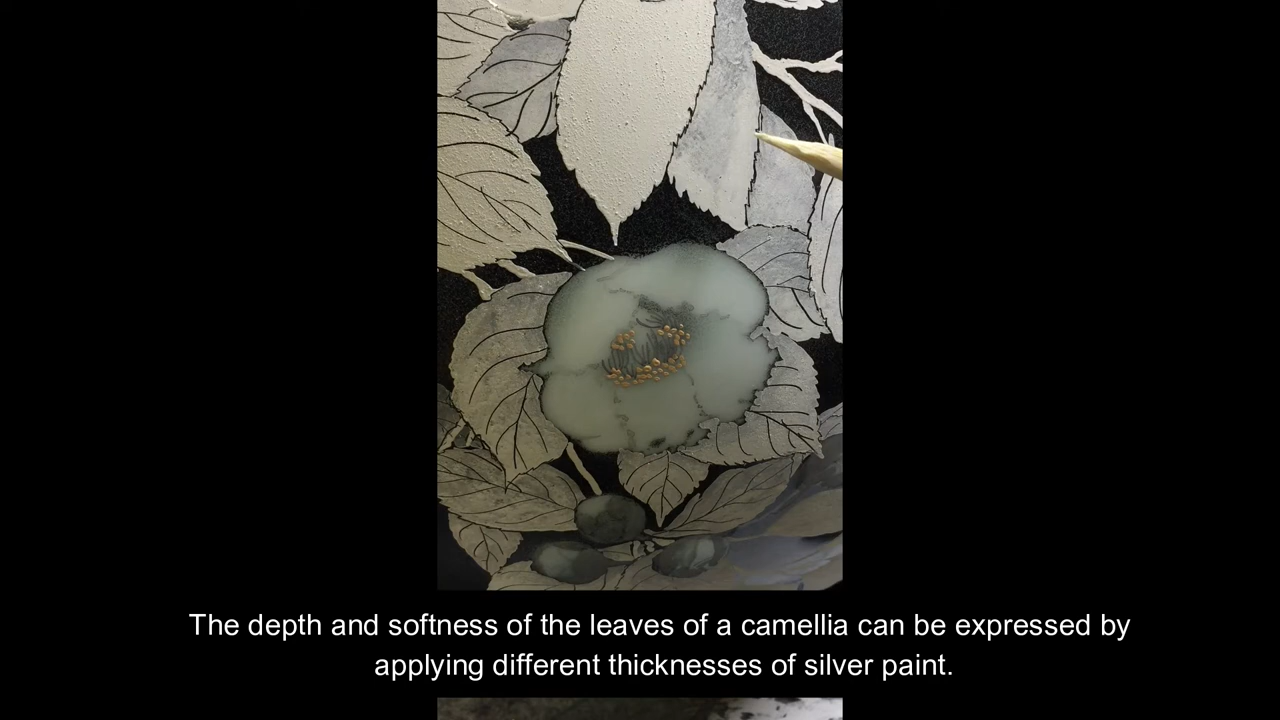 The depth and softness of the leaves of a camellia can be expressed by
applying different thicknesses of silver paint.